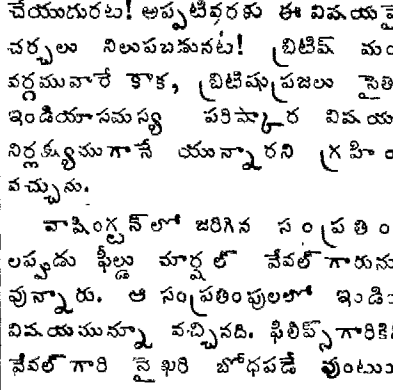 చేయుదురట! అప్పటివరకు ఈ విషయపై
చర్చలు నిలుపబడునట! బ్రిటిష్ మం
వర్గమువారే కాక, బ్రిటిషుప్రజలు సైతి
ఇండియాసమస్య పరిష్కార విషయ
నిర్లక్ష్యముగానే యున్నారని గ్రహిం
వచ్చును.
వాషింగ్టన్‌లో జరిగిన సంప్రతిం
లప్పుడు ఫీల్డు మార్షల్ వేవల్‌గారును
వున్నారు. ఆ సంప్రతింపులలో ఇండి
విషయమున్నూ వచ్చినది. ఫిలిప్స్‌గారికి
వేవల్ గారి వైఖరి బోధపడే వుంటుం